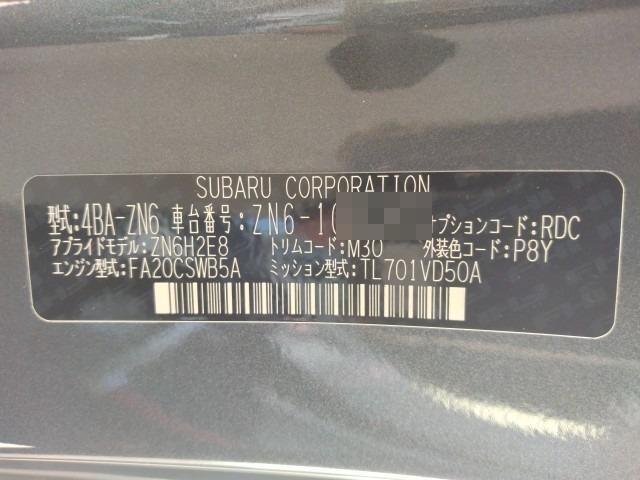 SUBARU CORPORATION
型式:4BA-ZN6 車台番号:ZN6-1 オプションコード:RDC
アプライドモデル:ZN6H2E8 トリムコード:M30 外装色コード:P8Y
エンジン型式:FA20CSWB5A ミッション型式:TL701VD50A